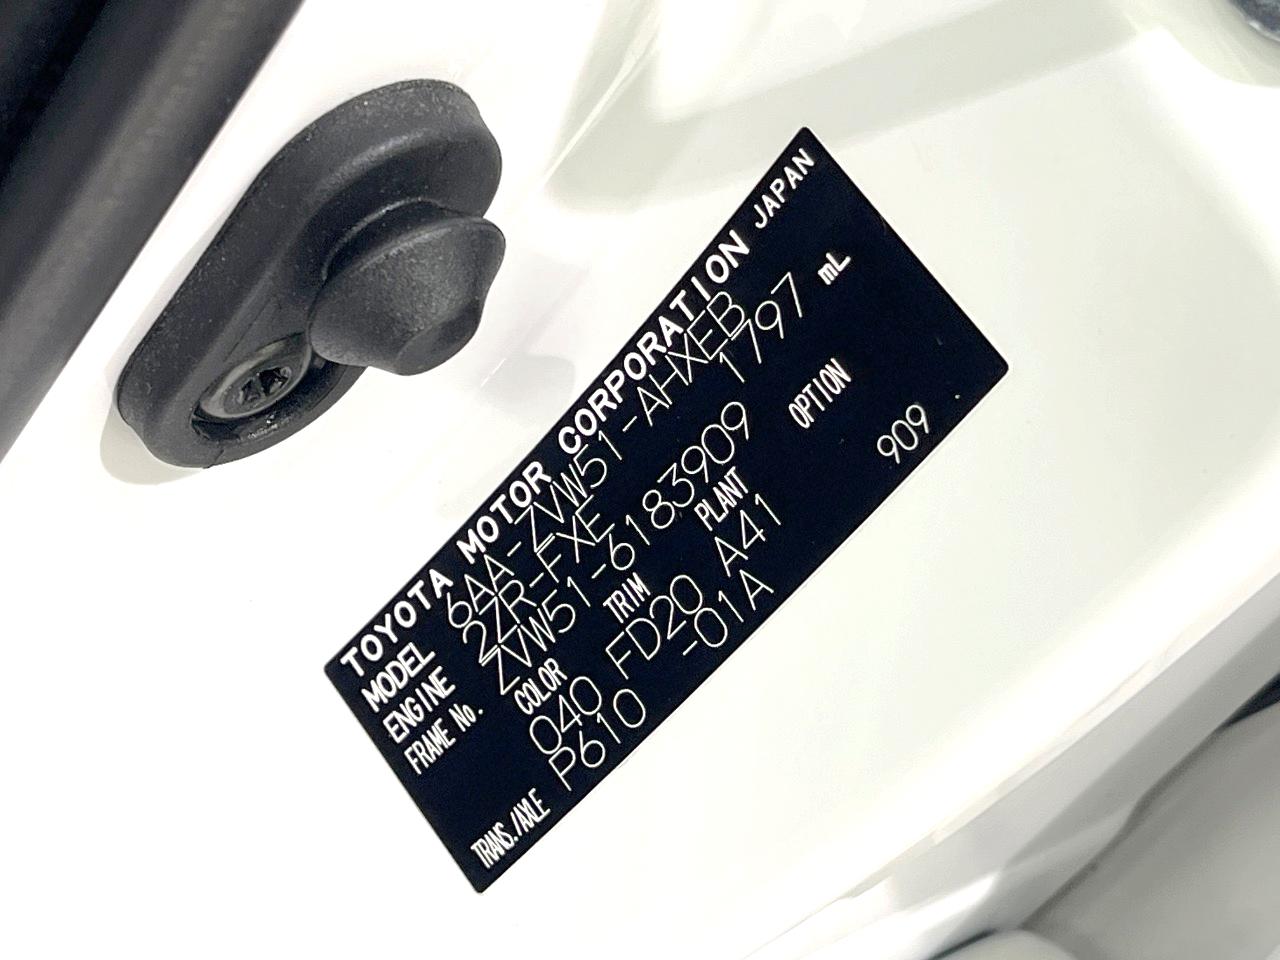 TOYOTA MOTOR CORPORATION JAPAN
MODEL 6AA-ZVW51-AHXEB
ENGINE 2ZR-FXE 1797 mL
FRAME No. ZVW51-6183909
COLOR TRIM PLANT OPTION
040 FD20 A41 909
TRANS./AXLE P610 -01A